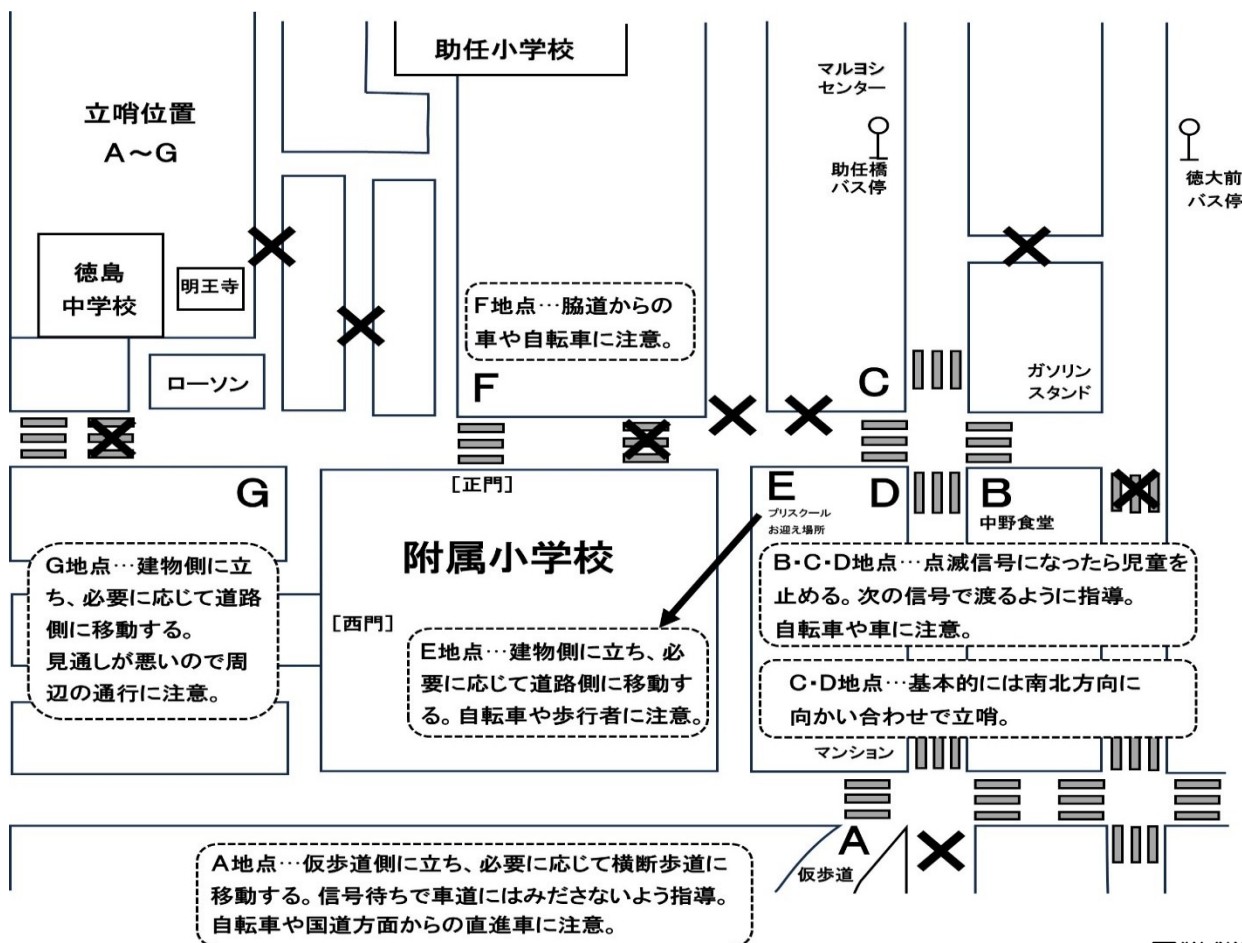 助任小学校
マルヨシ
センター
立哨位置
A～G
助任橋
バス停
徳大前
バス停
徳島
中学校
明王寺
F地点…脇道からの
車や自転車に注意。
ローソン
F
C
ガソリン
スタンド
G
[正門]
E
プリスクール
お迎え場所
D
B
中野食堂
附属小学校
[西門]
G地点…建物側に立
ち、必要に応じて道路
側に移動する。
見通しが悪いので周
辺の通行に注意。
B・C・D地点…点滅信号になったら児童を
止める。次の信号で渡るように指導。
自転車や車に注意。
E地点…建物側に立ち、必
要に応じて道路側に移動す
る。自転車や歩行者に注意。
C・D地点…基本的には南北方向に
向かい合わせで立哨。
マンション
A
仮歩道
A地点…仮歩道側に立ち、必要に応じて横断歩道に
移動する。信号待ちで車道にはみださないよう指導。
自転車や国道方面からの直進車に注意。